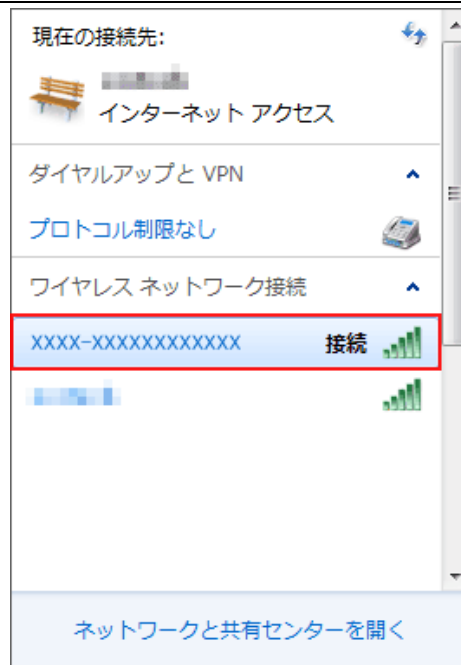 現在の接続先:
インターネット アクセス
ダイヤルアップと VPN
プロトコル制限なし
ワイヤレス ネットワーク接続
XXXX-XXXXXXXXXXXX 接続
ネットワークと共有センターを開く